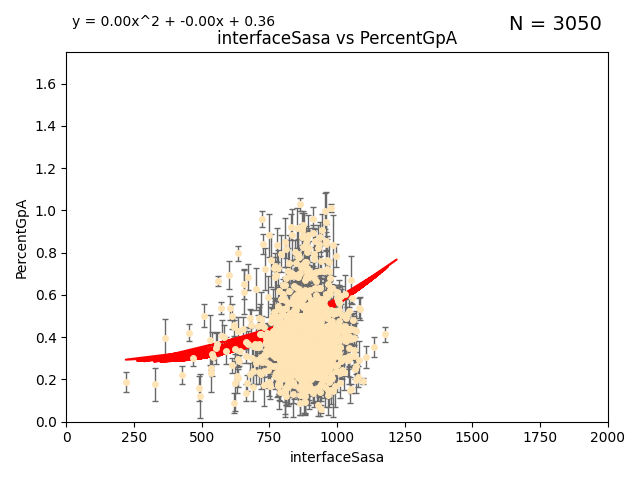 y = 0.00x^2 + -0.00x + 0.36
N = 3050
interfaceSasa vs PercentGpA
PercentGpA
1.6
1.4
1.2
1.0
0.8
0.6
0.4
0.2
0.0
0 250 500 750 1000 1250 1500 1750 2000
interfaceSasa